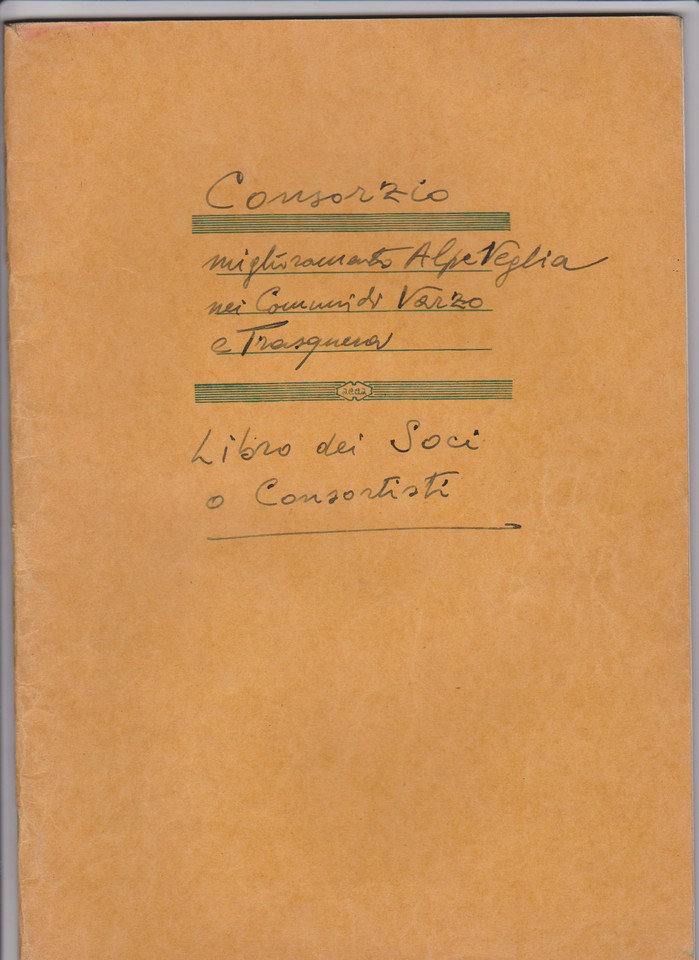 Consorzio
miglioramento Alpe Veglia
nei Comuni di Varzo
e Trasquera
Libro dei Soci
o Consortisti